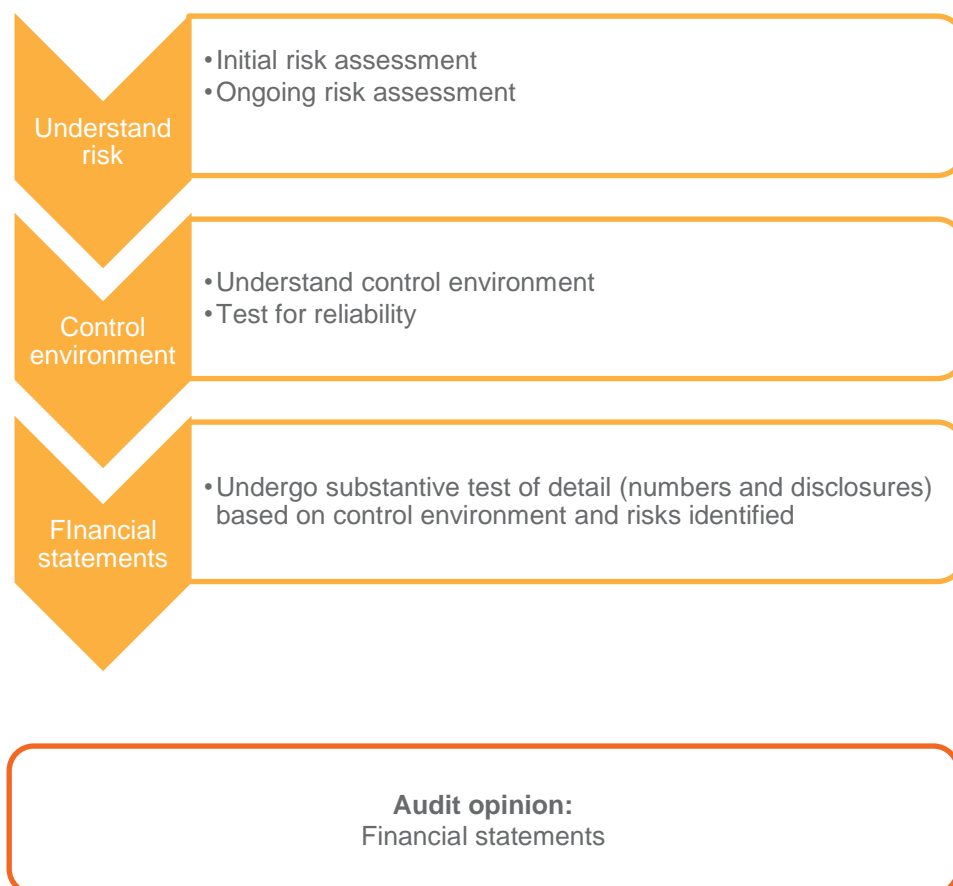 Understand
risk
•Initial risk assessment
•Ongoing risk assessment
Control
environment
•Understand control environment
•Test for reliability
FInancial
statements
•Undergo substantive test of detail (numbers and disclosures)
based on control environment and risks identified
Audit opinion:
Financial statements